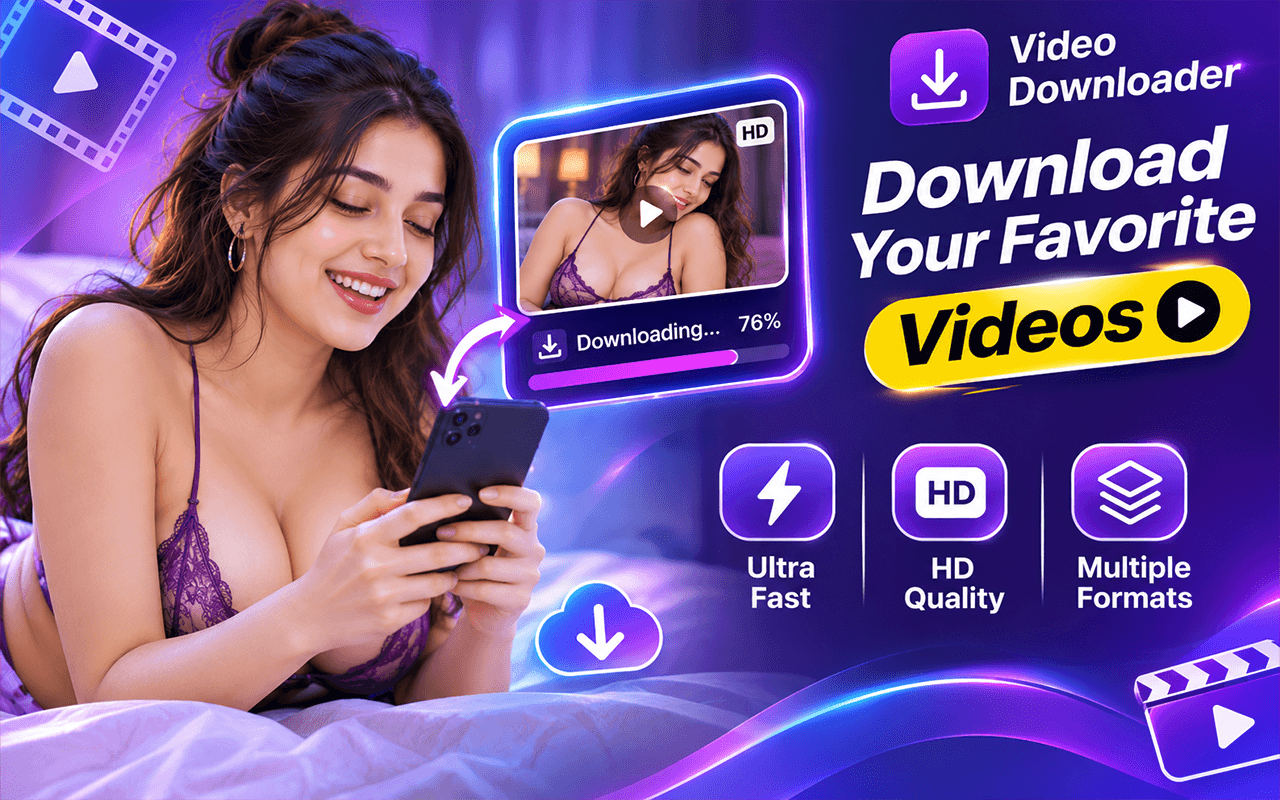 Video
Downloader
Download
Your Favorite
Videos
HD
Downloading... 76%
Ultra
Fast
HD
HD
Quality
Multiple
Formats